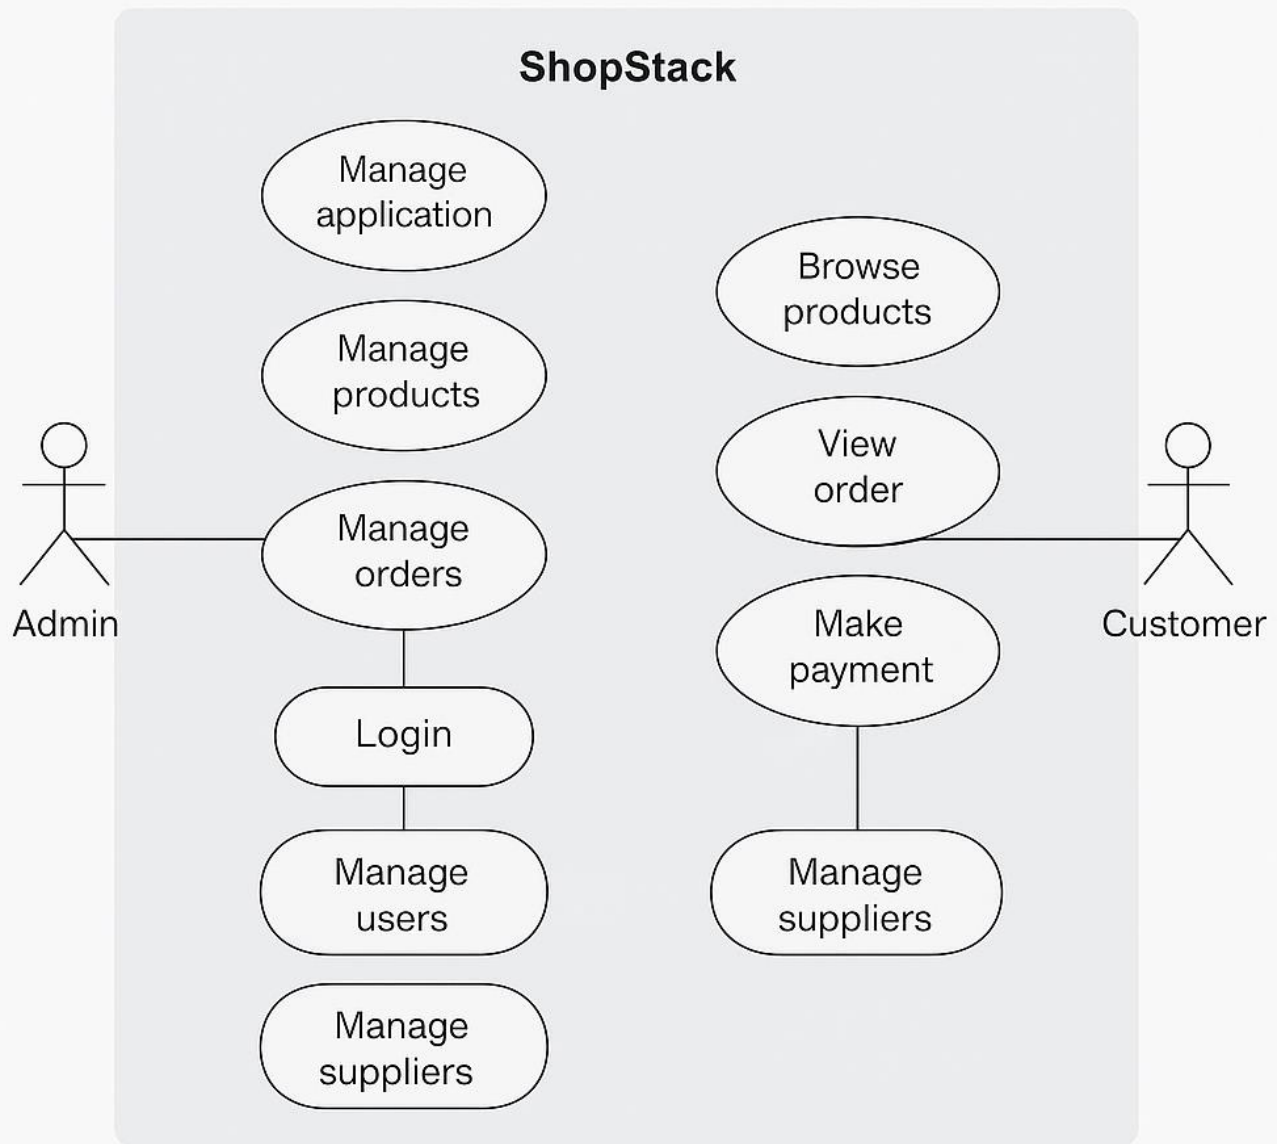 ShopStack
Manage
application
Manage
products
Manage
orders
Login
Manage
users
Manage
suppliers
Browse
products
View
order
Make
payment
Manage
suppliers
Admin
Customer